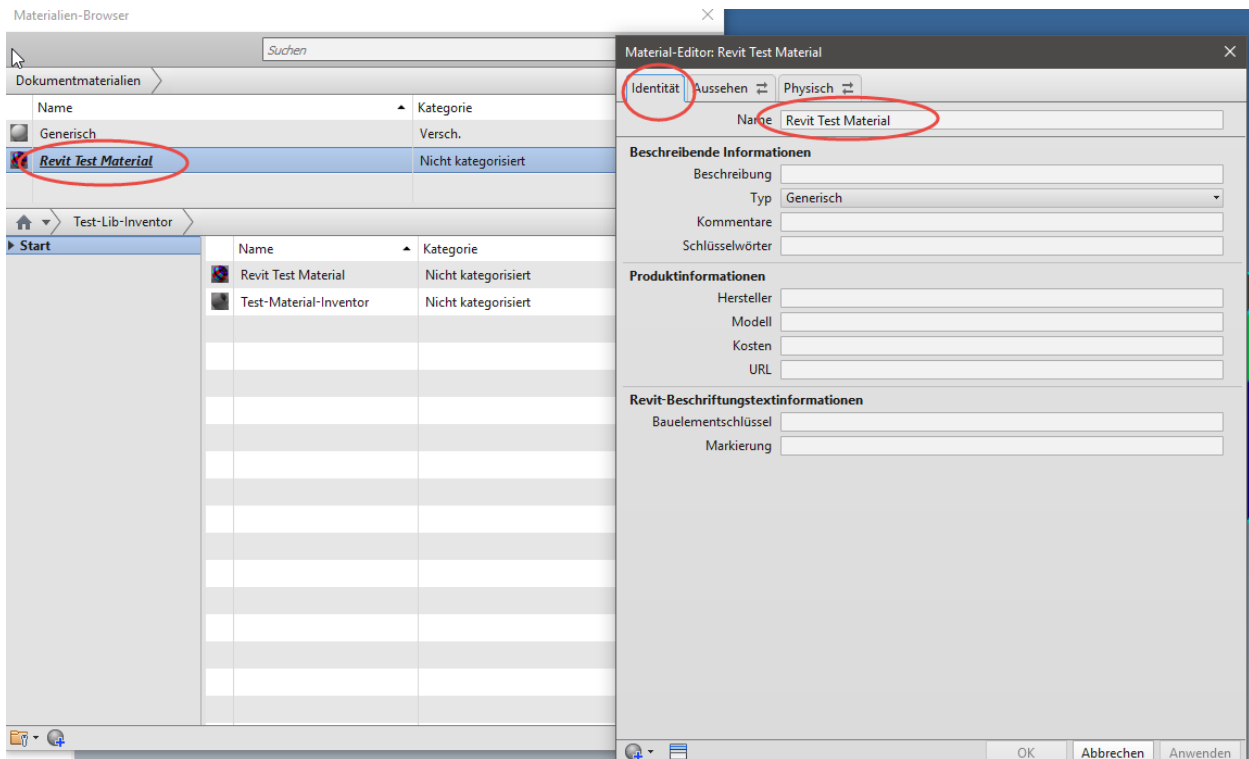 Materialien-Browser
Suchen
Dokumentmaterialien
Name Kategorie
Generisch Versch.
Revit Test Material Nicht kategorisiert
Test-Lib-Inventor
Start
Name Kategorie
Revit Test Material Nicht kategorisiert
Test-Material-Inventor Nicht kategorisiert
Material-Editor: Revit Test Material
Identität Aussehen Physisch
Name Revit Test Material
Beschreibende Informationen
Beschreibung
Typ Generisch
Kommentare
Schlüsselwörter
Produktinformationen
Hersteller
Modell
Kosten
URL
Revit-Beschriftungstextinformationen
Bauelementschlüssel
Markierung
OK Abbrechen Anwenden